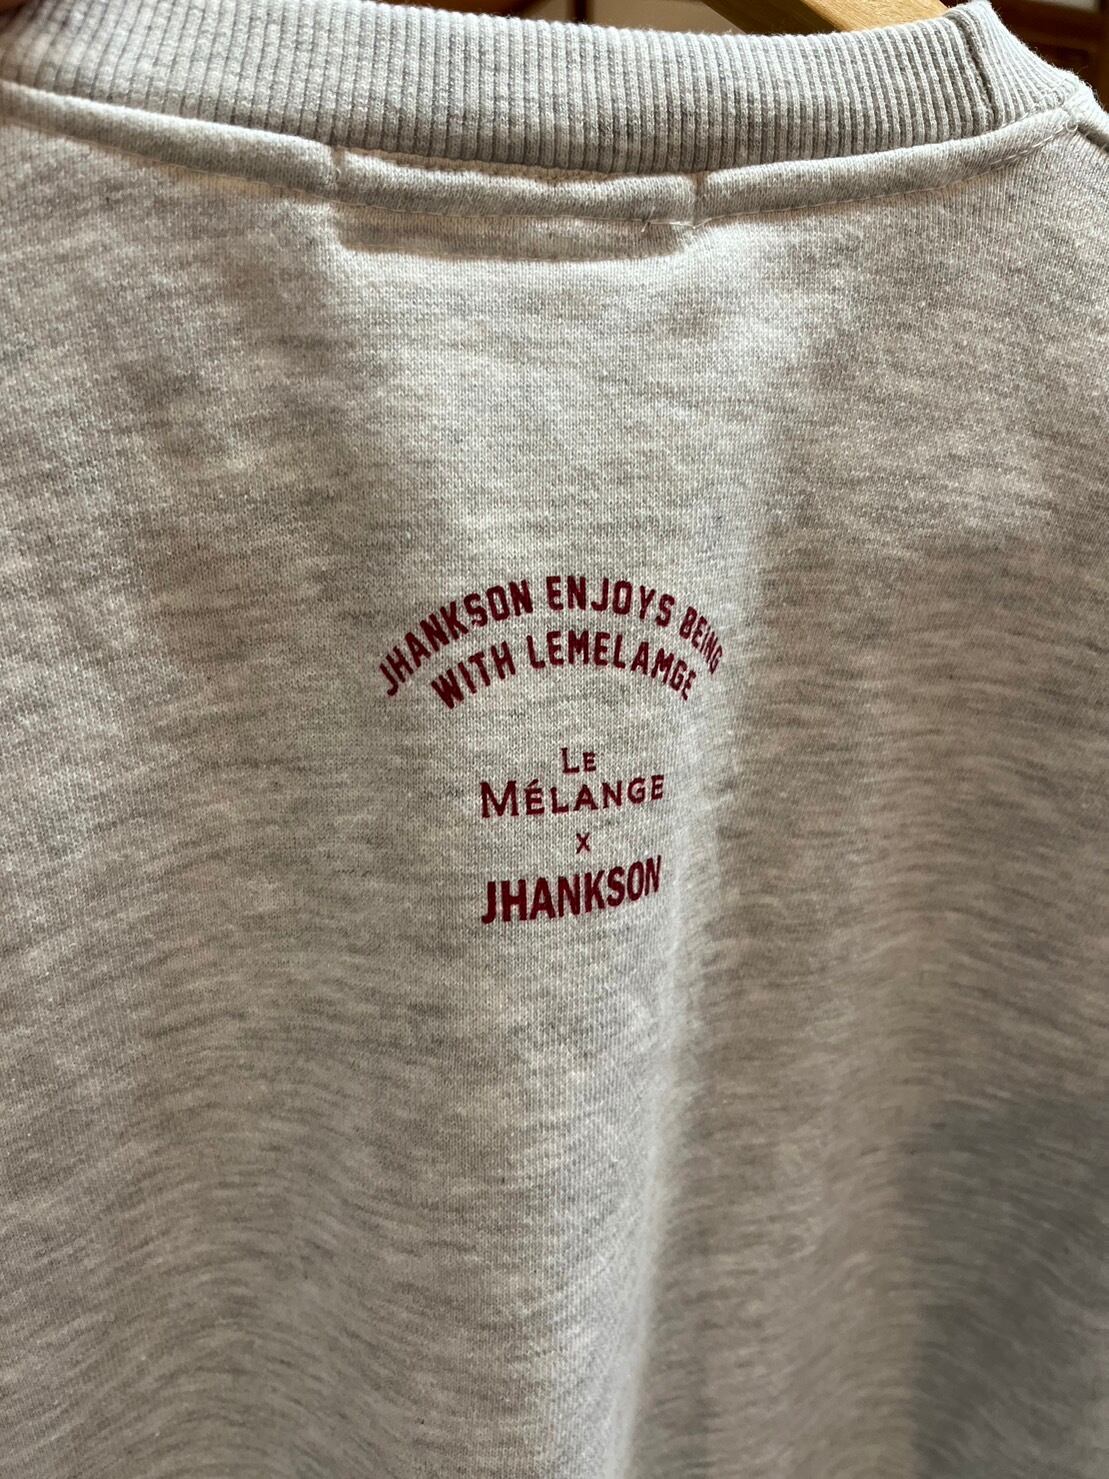 JHANKSON ENJOYS BEING
WITH LEMELAMGE
LE
MÉLANGE
X
JHANKSON